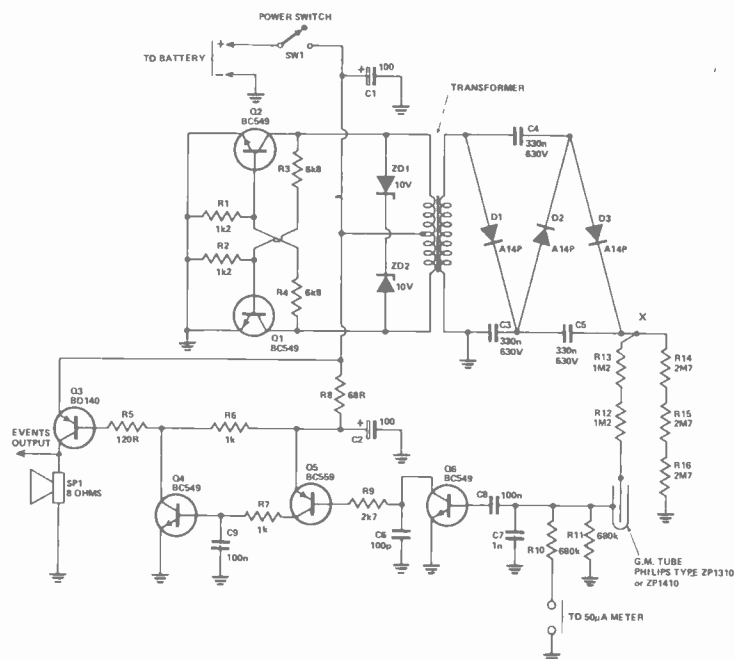 POWER SWITCH
+
TO BATTERY
SW1
−
+
100
C1
TRANSFORMER
Q2
BC549
C4
330n
630V
R3
6k8
ZD1
10V
R1
1k2
D1
A14P
D2
A14P
D3
A14P
R2
1k2
R4
6k8
ZD2
10V
Q1
BC549
C3
330n
630V
C5
330n
630V
X
R13
1M2
R14
2M7
Q3
BD140
R8
68R
R12
1M2
R15
2M7
EVENTS
OUTPUT
R5
120R
R6
1k
+
100
C2
SP1
8 OHMS
Q4
BC549
Q5
BC559
Q6
BC549
R16
2M7
R7
1k
R9
2k7
C8
100n
C9
100n
C6
100p
C7
1n
R10
680k
R11
680k
G.M. TUBE
PHILIPS TYPE ZP1310
or ZP1410
TO 50µA METER